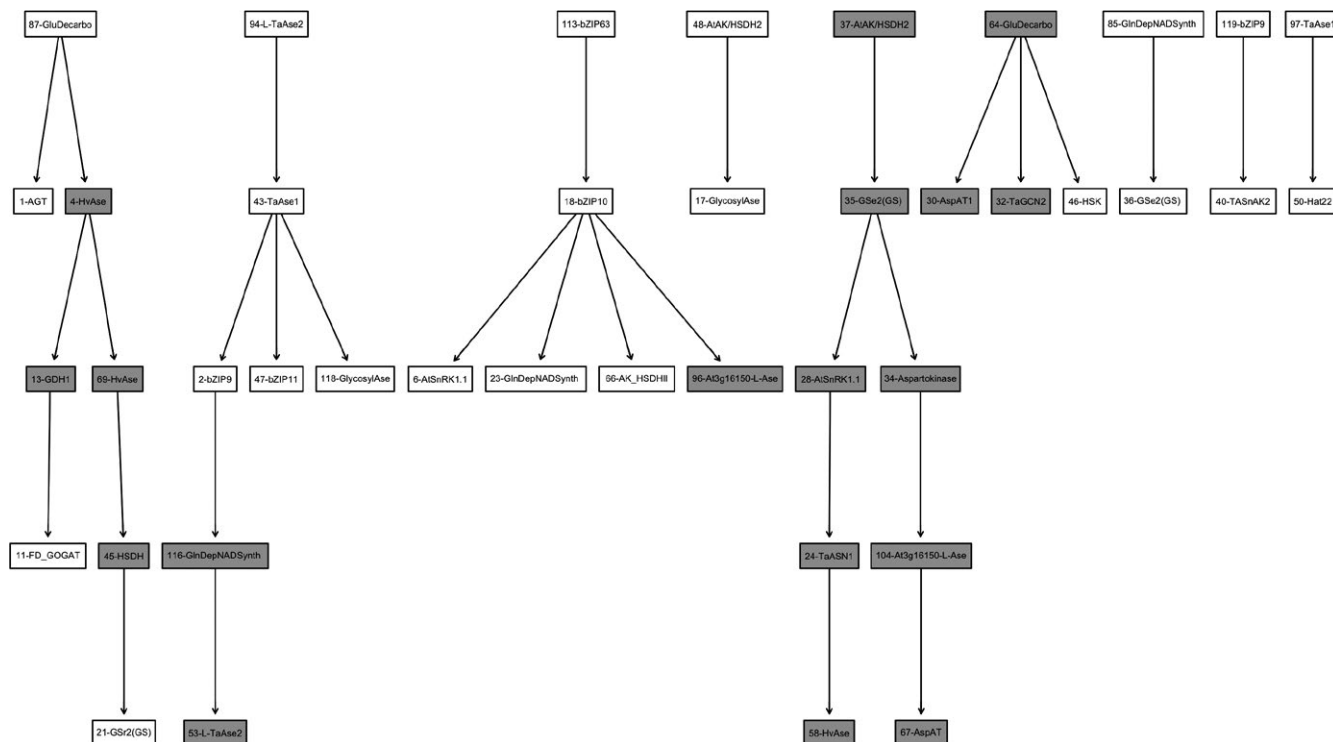 87-GluDecarbo
94-L-TaAse2
113-bZIP63
48-AtAK/HSDH2
37-AtAK/HSDH2
64-GluDecarbo
85-GlnDepNADSynth
119-bZIP9
97-TaAse1
1-AGT
4-HvAse
43-TaAse1
18-bZIP10
17-GlycosylAse
35-GSe2(GS)
30-AspAT1
32-TaGCN2
46-HSK
36-GSe2(GS)
40-TASnAK2
50-Hat22
13-GDH1
69-HvAse
2-bZIP9
47-bZIP11
118-GlycosylAse
6-AtSnRK1.1
23-GlnDepNADSynth
66-AK_HSDHII
96-At3g16150-L-Ase
28-AtSnRK1.1
34-Aspartokinase
11-FD_GOGAT
45-HSDH
116-GlnDepNADSynth
24-TaASN1
104-At3g16150-L-Ase
21-GSr2(GS)
53-L-TaAse2
58-HvAse
67-AspAT